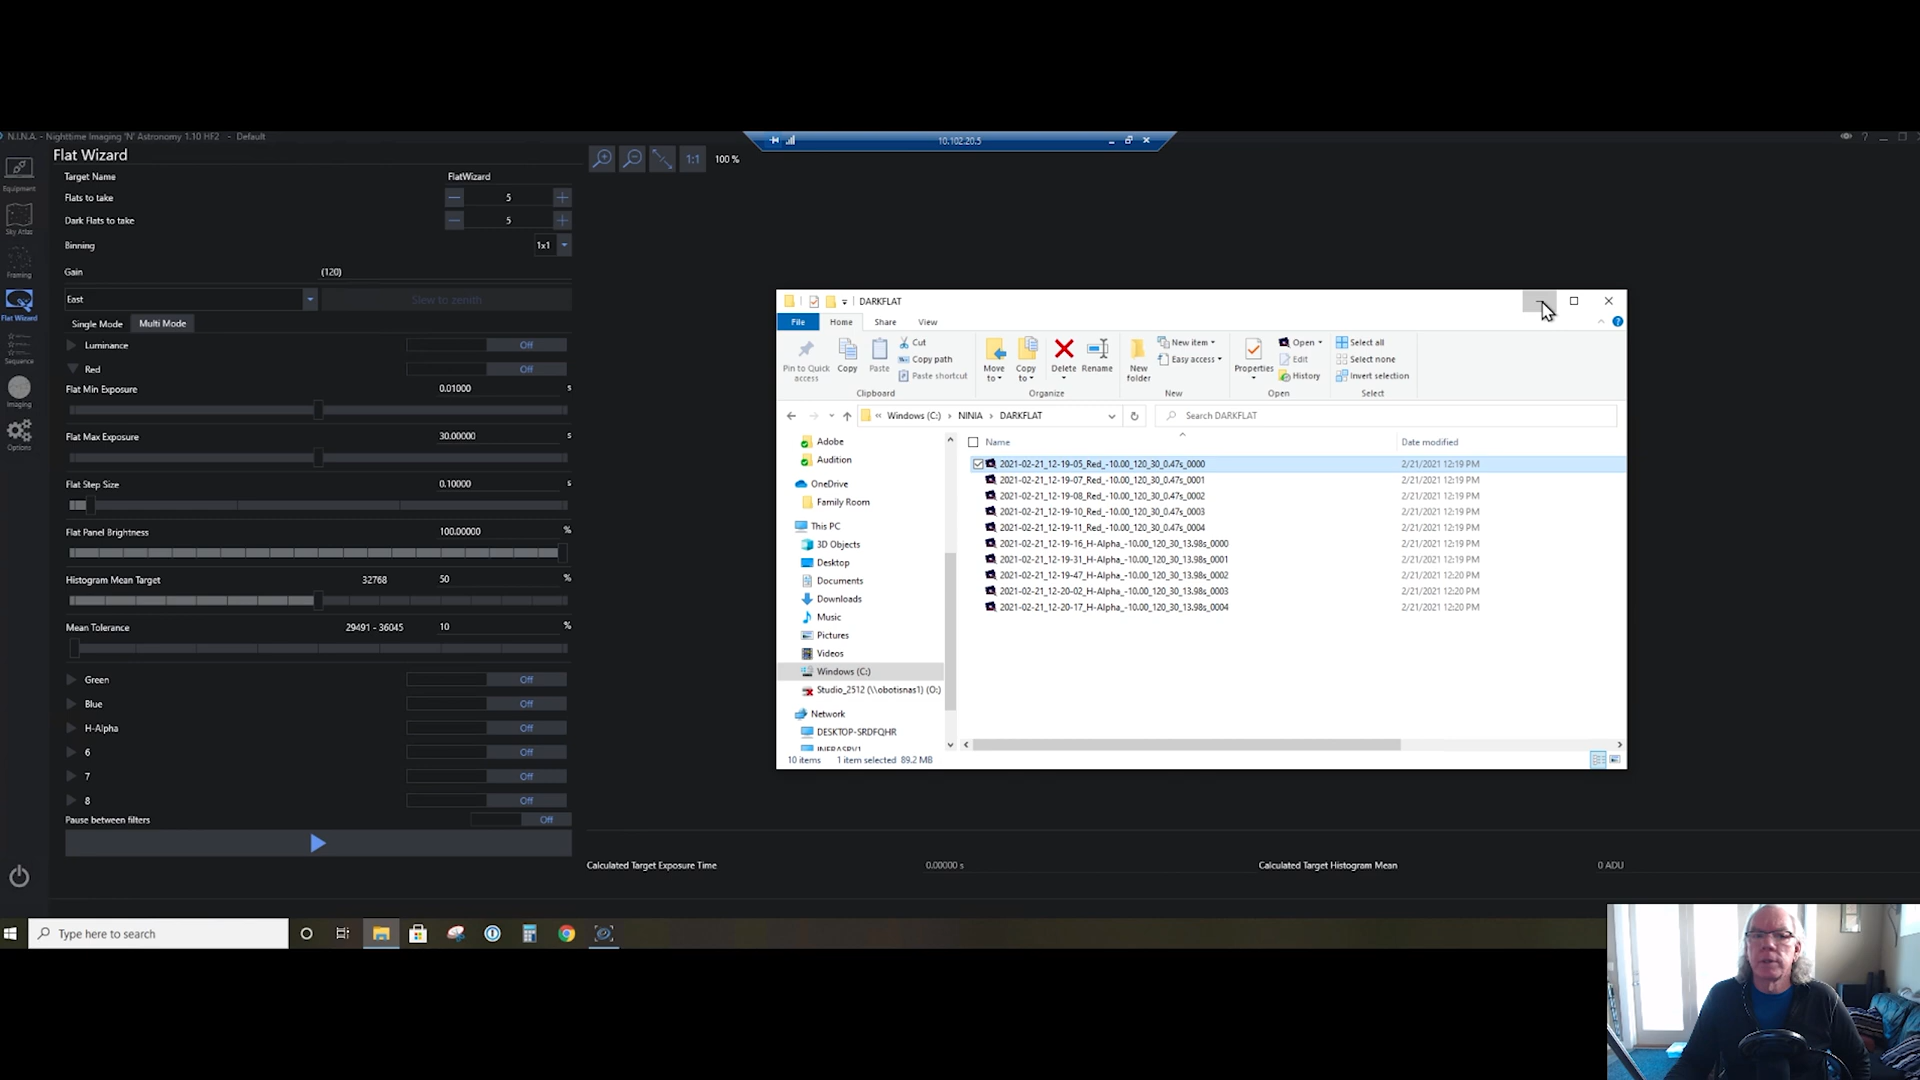 N.I.N.A. - Nighttime Imaging 'N' Astronomy 1.10 HF2 - Default
10.102.20.5
Flat Wizard
1:1
100 %
Target Name
FlatWizard
Flats to take
5
Dark Flats to take
5
Binning
1x1
Gain
(120)
East
Slew to zenith
Single Mode
Multi Mode
Luminance
Off
Red
Off
Flat Min Exposure
0.01000
s
Flat Max Exposure
30.00000
s
Flat Step Size
0.10000
s
Flat Panel Brightness
100.00000
%
Histogram Mean Target
32768
50
%
Mean Tolerance
29491 - 36045
10
%
Green
Off
Blue
Off
H-Alpha
Off
6
Off
7
Off
8
Off
Pause between filters
Off
Equipment
Sky Atlas
Framing
Flat Wizard
Sequence
Imaging
Options
DARKFLAT
File
Home
Share
View
Pin to Quick access
Copy
Paste
Cut
Copy path
Paste shortcut
Clipboard
Move to
Copy to
Delete
Rename
Organize
New folder
New item
Easy access
New
Properties
Open
Edit
History
Open
Select all
Select none
Invert selection
Select
« Windows (C:) > NINIA > DARKFLAT
Search DARKFLAT
Adobe
Audition
OneDrive
Family Room
This PC
3D Objects
Desktop
Documents
Downloads
Music
Pictures
Videos
Windows (C:)
Studio_2512 (\\obotisnas1) (O:)
Network
DESKTOP-SRDFQHR
Name
Date modified
2021-02-21_12-19-05_Red_-10.00_120_30_0.47s_0000
2/21/2021 12:19 PM
2021-02-21_12-19-07_Red_-10.00_120_30_0.47s_0001
2/21/2021 12:19 PM
2021-02-21_12-19-08_Red_-10.00_120_30_0.47s_0002
2/21/2021 12:19 PM
2021-02-21_12-19-10_Red_-10.00_120_30_0.47s_0003
2/21/2021 12:19 PM
2021-02-21_12-19-11_Red_-10.00_120_30_0.47s_0004
2/21/2021 12:19 PM
2021-02-21_12-19-16_H-Alpha_-10.00_120_30_13.98s_0000
2/21/2021 12:19 PM
2021-02-21_12-19-31_H-Alpha_-10.00_120_30_13.98s_0001
2/21/2021 12:19 PM
2021-02-21_12-19-47_H-Alpha_-10.00_120_30_13.98s_0002
2/21/2021 12:20 PM
2021-02-21_12-20-02_H-Alpha_-10.00_120_30_13.98s_0003
2/21/2021 12:20 PM
2021-02-21_12-20-17_H-Alpha_-10.00_120_30_13.98s_0004
2/21/2021 12:20 PM
10 items
1 item selected 89.2 MB
Calculated Target Exposure Time
0.00000 s
Calculated Target Histogram Mean
0 ADU
Type here to search